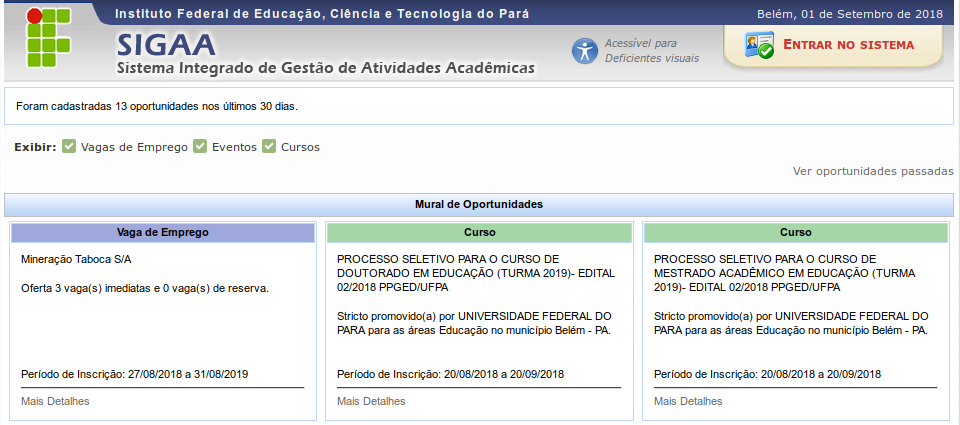 Instituto Federal de Educação, Ciência e Tecnologia do Pará
Belém, 01 de Setembro de 2018
SIGAA
Sistema Integrado de Gestão de Atividades Acadêmicas
Acessível para
Deficientes visuais
ENTRAR NO SISTEMA
Foram cadastradas 13 oportunidades nos últimos 30 dias.
Exibir: Vagas de Emprego Eventos Cursos
Ver oportunidades passadas
Mural de Oportunidades
Vaga de Emprego
Mineração Taboca S/A
Oferta 3 vaga(s) imediatas e 0 vaga(s) de reserva.
Período de Inscrição: 27/08/2018 a 31/08/2019
Mais Detalhes
Curso
PROCESSO SELETIVO PARA O CURSO DE
DOUTORADO EM EDUCAÇÃO (TURMA 2019)- EDITAL
02/2018 PPGED/UFPA
Stricto promovido(a) por UNIVERSIDADE FEDERAL DO
PARA para as áreas Educação no município Belém - PA.
Período de Inscrição: 20/08/2018 a 20/09/2018
Mais Detalhes
Curso
PROCESSO SELETIVO PARA O CURSO DE
MESTRADO ACADÊMICO EM EDUCAÇÃO (TURMA
2019)- EDITAL 02/2018 PPGED/UFPA
Stricto promovido(a) por UNIVERSIDADE FEDERAL DO
PARA para as áreas Educação no município Belém - PA.
Período de Inscrição: 20/08/2018 a 20/09/2018
Mais Detalhes